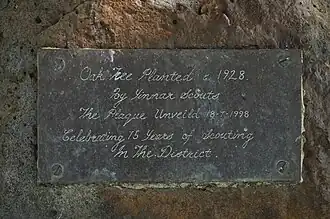 Oak Tree Planted c 1928
By Yinnar Scouts
The Plaque Unveild 18-7-1998
Celebrating 75 Years of Scouting
In The District.